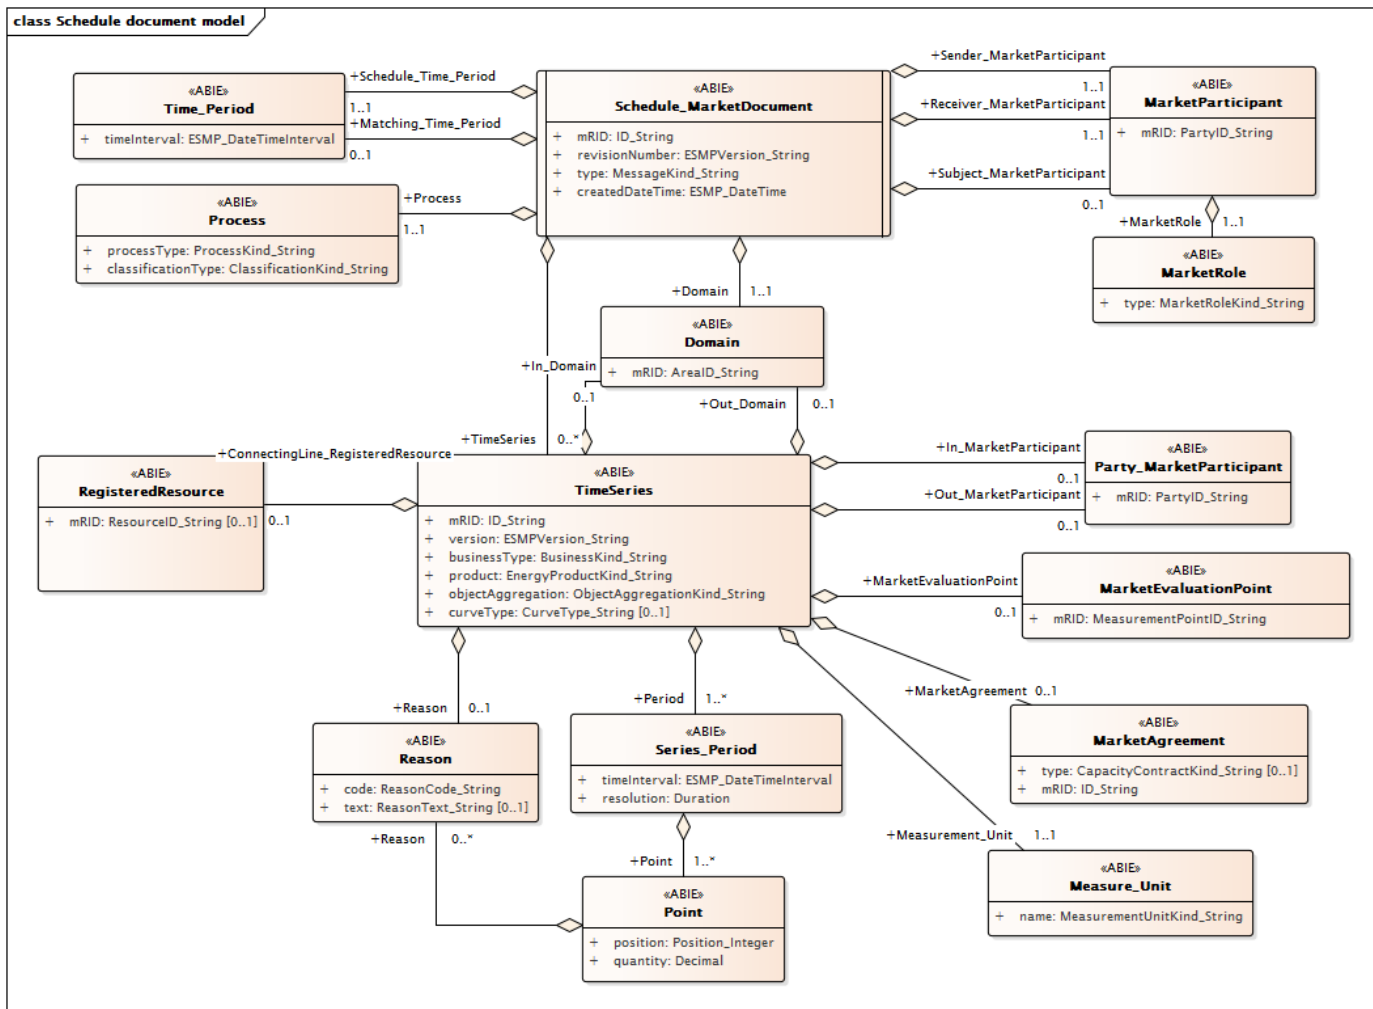 class Schedule document model
+Schedule_Time_Period
1..1
+Matching_Time_Period
0..1
«ABIE»
Time_Period
+ timeInterval: ESMP_DateTimeInterval
«ABIE»
Schedule_MarketDocument
+ mRID: ID_String
+ revisionNumber: ESMPVersion_String
+ type: MessageKind_String
+ createdDateTime: ESMP_DateTime
+Sender_MarketParticipant
1..1
+Receiver_MarketParticipant
1..1
+Subject_MarketParticipant
0..1
«ABIE»
MarketParticipant
+ mRID: PartyID_String
+MarketRole
1..1
«ABIE»
MarketRole
+ type: MarketRoleKind_String
+Process
1..1
«ABIE»
Process
+ processType: ProcessKind_String
+ classificationType: ClassificationKind_String
+Domain
1..1
«ABIE»
Domain
+ mRID: AreaID_String
+In_Domain
0..1
+Out_Domain
0..1
+TimeSeries
0..*
+ConnectingLine_RegisteredResource
0..1
«ABIE»
RegisteredResource
+ mRID: ResourceID_String [0..1]
«ABIE»
TimeSeries
+ mRID: ID_String
+ version: ESMPVersion_String
+ businessType: BusinessKind_String
+ product: EnergyProductKind_String
+ objectAggregation: ObjectAggregationKind_String
+ curveType: CurveType_String [0..1]
+In_MarketParticipant
0..1
+Out_MarketParticipant
0..1
«ABIE»
Party_MarketParticipant
+ mRID: PartyID_String
+MarketEvaluationPoint
0..1
«ABIE»
MarketEvaluationPoint
+ mRID: MeasurementPointID_String
+MarketAgreement
0..1
«ABIE»
MarketAgreement
+ type: CapacityContractKind_String [0..1]
+ mRID: ID_String
+Reason
0..1
«ABIE»
Reason
+ code: ReasonCode_String
+ text: ReasonText_String [0..1]
+Period
1..*
«ABIE»
Series_Period
+ timeInterval: ESMP_DateTimeInterval
+ resolution: Duration
+Reason
0..*
+Point
1..*
«ABIE»
Point
+ position: Position_Integer
+ quantity: Decimal
+Measurement_Unit
1..1
«ABIE»
Measure_Unit
+ name: MeasurementUnitKind_String